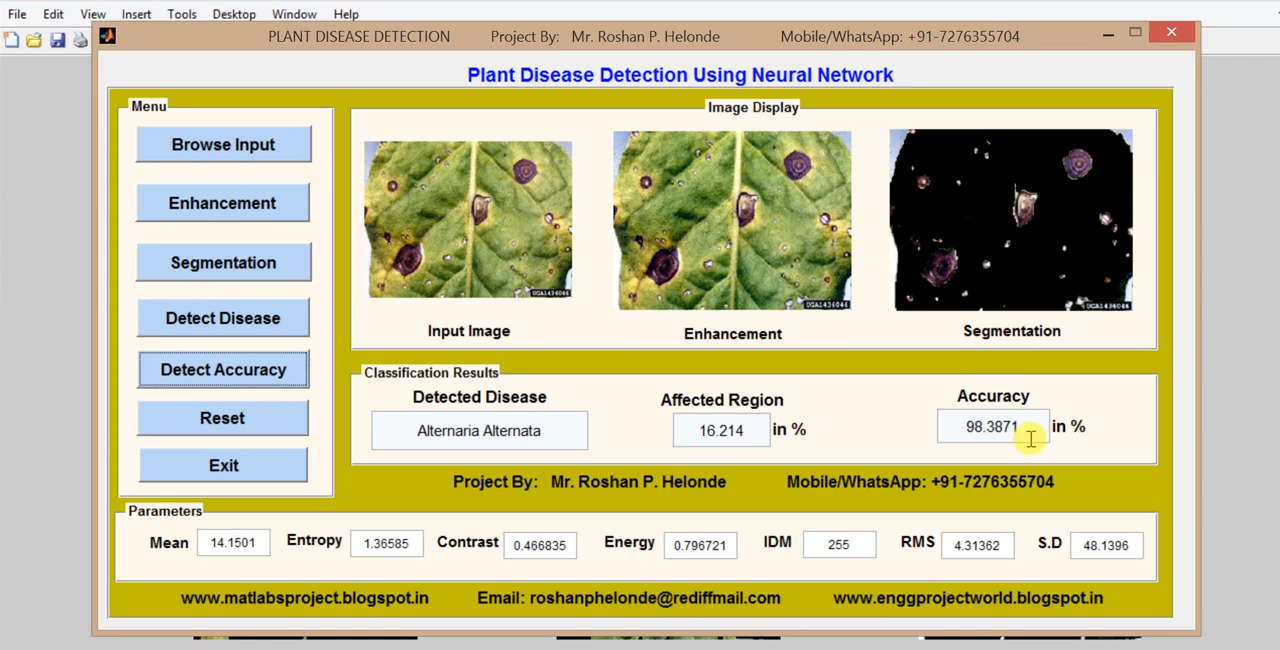 File Edit View Insert Tools Desktop Window Help
PLANT DISEASE DETECTION Project By: Mr. Roshan P. Helonde Mobile/WhatsApp: +91-7276355704
Plant Disease Detection Using Neural Network
Menu
Browse Input
Enhancement
Segmentation
Detect Disease
Detect Accuracy
Reset
Exit
Image Display
UGA1436046
UGA1436046
UGA1436046
Input Image
Enhancement
Segmentation
Classification Results
Detected Disease
Alternaria Alternata
Affected Region
16.214 in %
Accuracy
98.3871 in %
Project By: Mr. Roshan P. Helonde Mobile/WhatsApp: +91-7276355704
Parameters
Mean 14.1501 Entropy 1.36585 Contrast 0.466835 Energy 0.796721 IDM 255 RMS 4.31362 S.D 48.1396
www.matlabsproject.blogspot.in Email: roshanphelonde@rediffmail.com www.enggprojectworld.blogspot.in